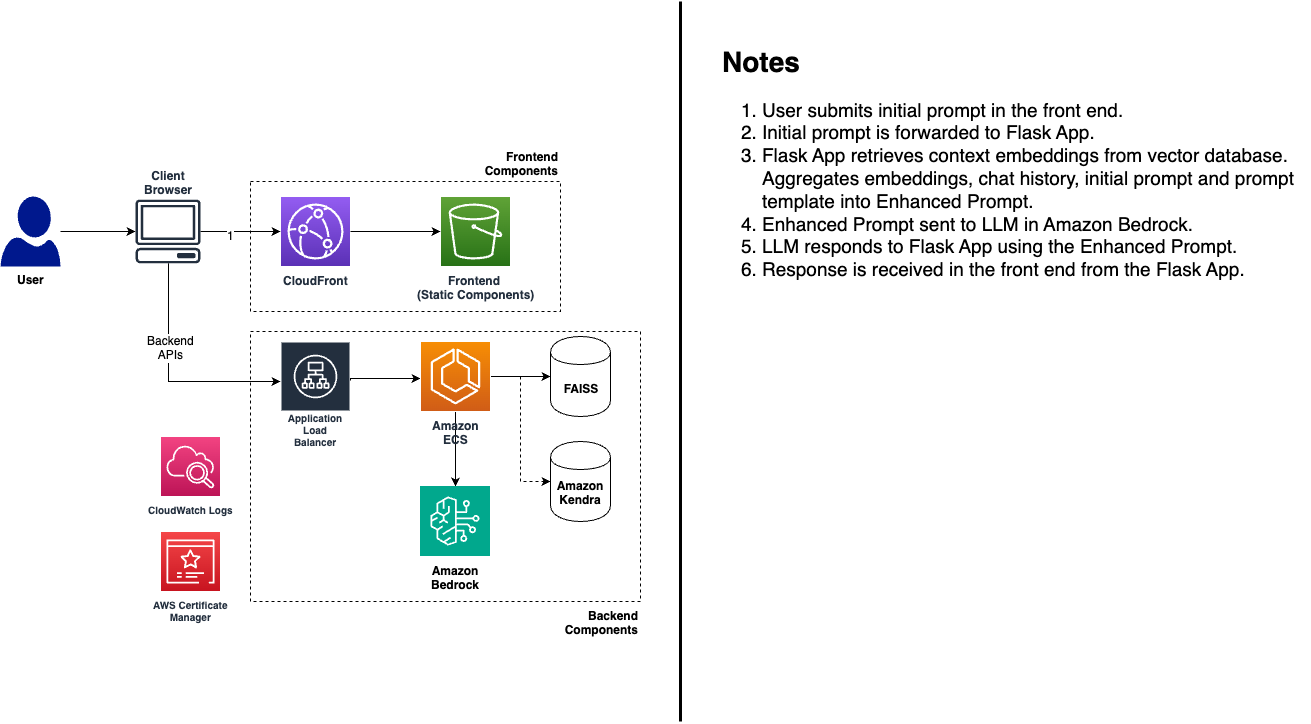 Notes
1. User submits initial prompt in the front end.
2. Initial prompt is forwarded to Flask App.
3. Flask App retrieves context embeddings from vector database.
Aggregates embeddings, chat history, initial prompt and prompt
template into Enhanced Prompt.
4. Enhanced Prompt sent to LLM in Amazon Bedrock.
5. LLM responds to Flask App using the Enhanced Prompt.
6. Response is received in the front end from the Flask App.
Frontend
Components
Client
Browser
1
User
CloudFront
Frontend
(Static Components)
Backend
APIs
FAISS
Application
Load
Balancer
Amazon
ECS
Amazon
Kendra
CloudWatch Logs
Amazon
Bedrock
AWS Certificate
Manager
Backend
Components